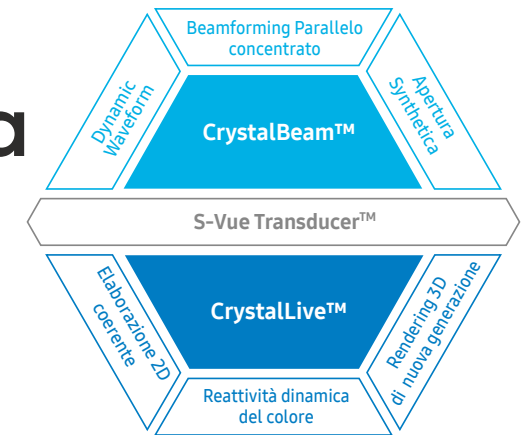 Beamforming Parallelo
concentrato
Dynamic
Waveform
Apertura
Synthetica
a
CrystalBeam™
S-Vue Transducer™
CrystalLive™
Elaborazione 2D
coerente
Rendering 3D
di nuova generazione
Reattività dinamica
del colore